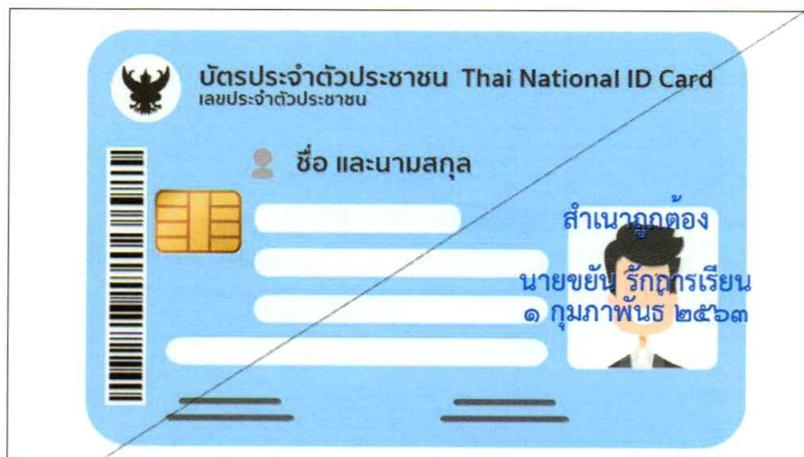 บัตรประจำตัวประชาชน Thai National ID Card
เลขประจำตัวประชาชน
ชื่อ และนามสกุล
สำเนาถูกต้อง
นายขยัน รักการเรียน
๑ กุมภาพันธ์ ๒๕๖๓